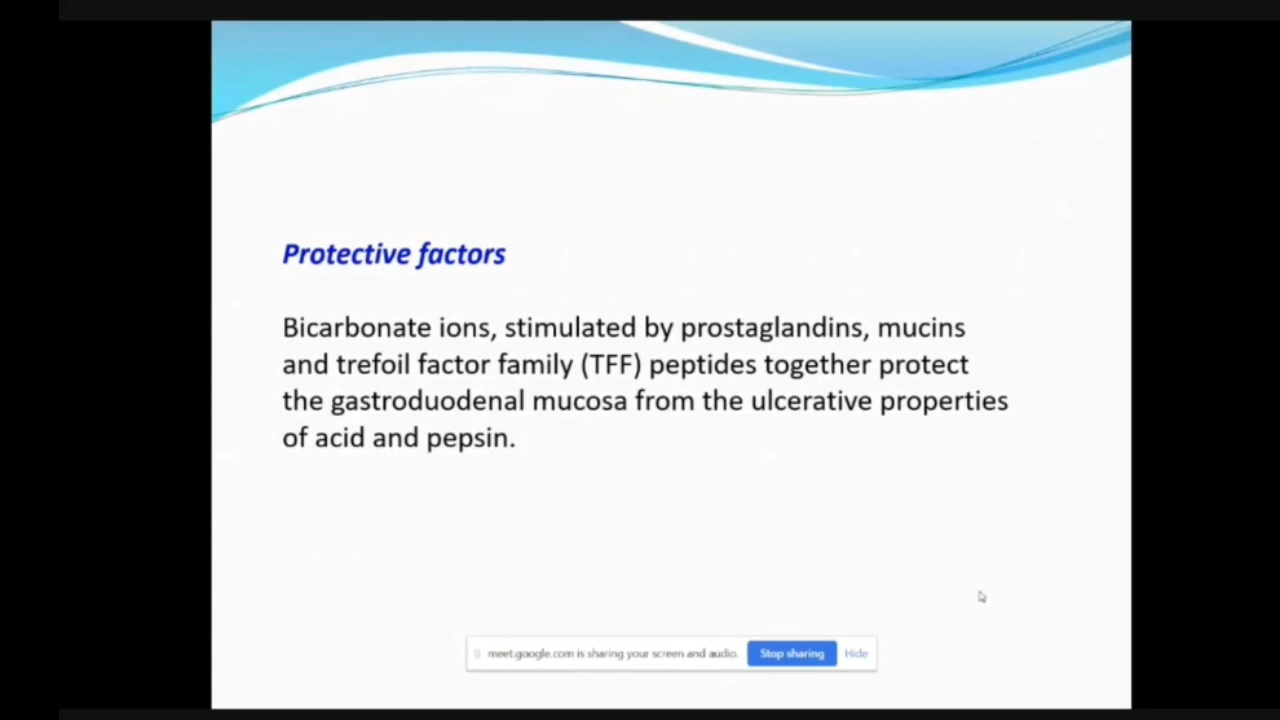 Protective factors
Bicarbonate ions, stimulated by prostaglandins, mucins
and trefoil factor family (TFF) peptides together protect
the gastroduodenal mucosa from the ulcerative properties
of acid and pepsin.
meet.google.com is sharing your screen and audio. Stop sharing Hide